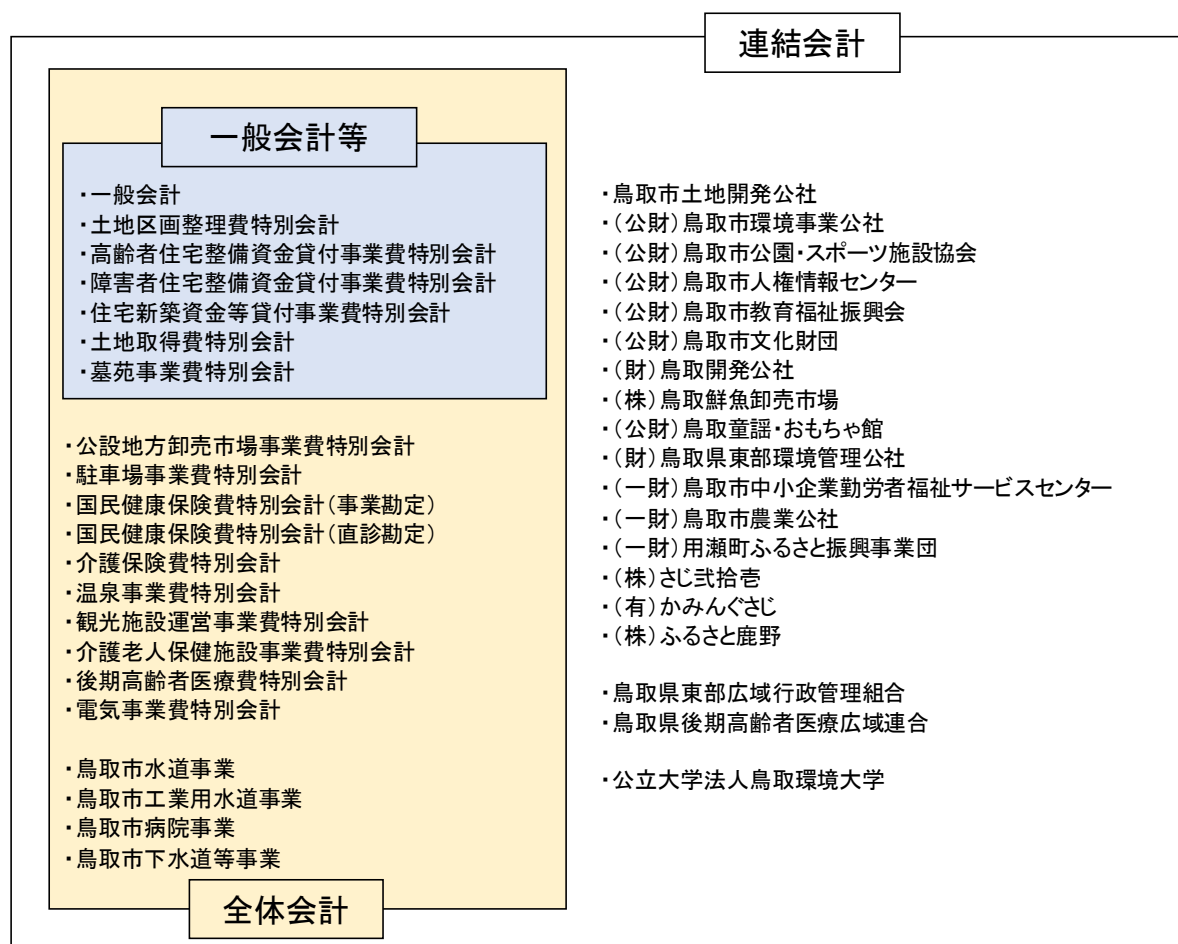 連結会計
一般会計等
・一般会計
・土地区画整理費特別会計
・高齢者住宅整備資金貸付事業費特別会計
・障害者住宅整備資金貸付事業費特別会計
・住宅新築資金等貸付事業費特別会計
・土地取得費特別会計
・墓苑事業費特別会計
・公設地方卸売市場事業費特別会計
・駐車場事業費特別会計
・国民健康保険費特別会計(事業勘定)
・国民健康保険費特別会計(直診勘定)
・介護保険費特別会計
・温泉事業費特別会計
・観光施設運営事業費特別会計
・介護老人保健施設事業費特別会計
・後期高齢者医療費特別会計
・電気事業費特別会計
・鳥取市水道事業
・鳥取市工業用水道事業
・鳥取市病院事業
・鳥取市下水道等事業
全体会計
・鳥取市土地開発公社
・(公財)鳥取市環境事業公社
・(公財)鳥取市公園・スポーツ施設協会
・(公財)鳥取市人権情報センター
・(公財)鳥取市教育福祉振興会
・(公財)鳥取市文化財団
・(財)鳥取開発公社
・(株)鳥取鮮魚卸売市場
・(公財)鳥取童謡・おもちゃ館
・(財)鳥取県東部環境管理公社
・(一財)鳥取市中小企業勤労者福祉サービスセンター
・(一財)鳥取市農業公社
・(一財)用瀬町ふるさと振興事業団
・(株)さじ弐拾壱
・(有)かみんぐさじ
・(株)ふるさと鹿野
・鳥取県東部広域行政管理組合
・鳥取県後期高齢者医療広域連合
・公立大学法人鳥取環境大学